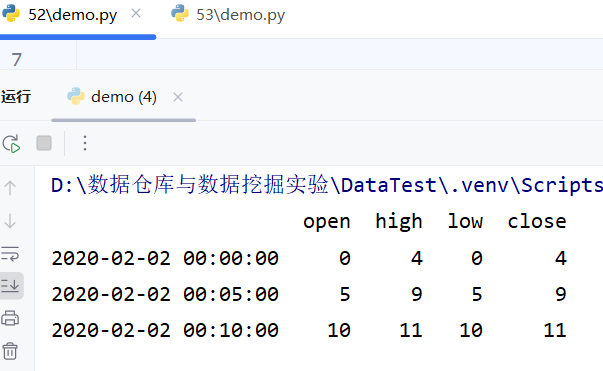 52\demo.py 53\demo.py
7
运行 demo (4)
D:\数据仓库与数据挖掘实验\DataTest\.venv\Scripts
open high low close
2020-02-02 00:00:00 0 4 0 4
2020-02-02 00:05:00 5 9 5 9
2020-02-02 00:10:00 10 11 10 11